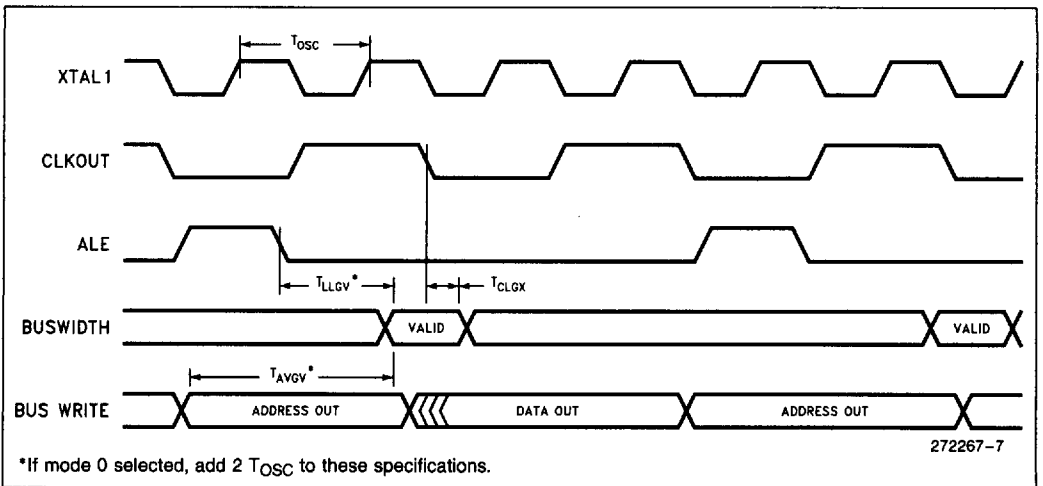 TOSC
XTAL1
CLKOUT
ALE
TLLGV*
TCLGX
BUSWIDTH
VALID
VALID
TAVGV*
BUS WRITE
ADDRESS OUT
DATA OUT
ADDRESS OUT
272267-7
*If mode 0 selected, add 2 TOSC to these specifications.